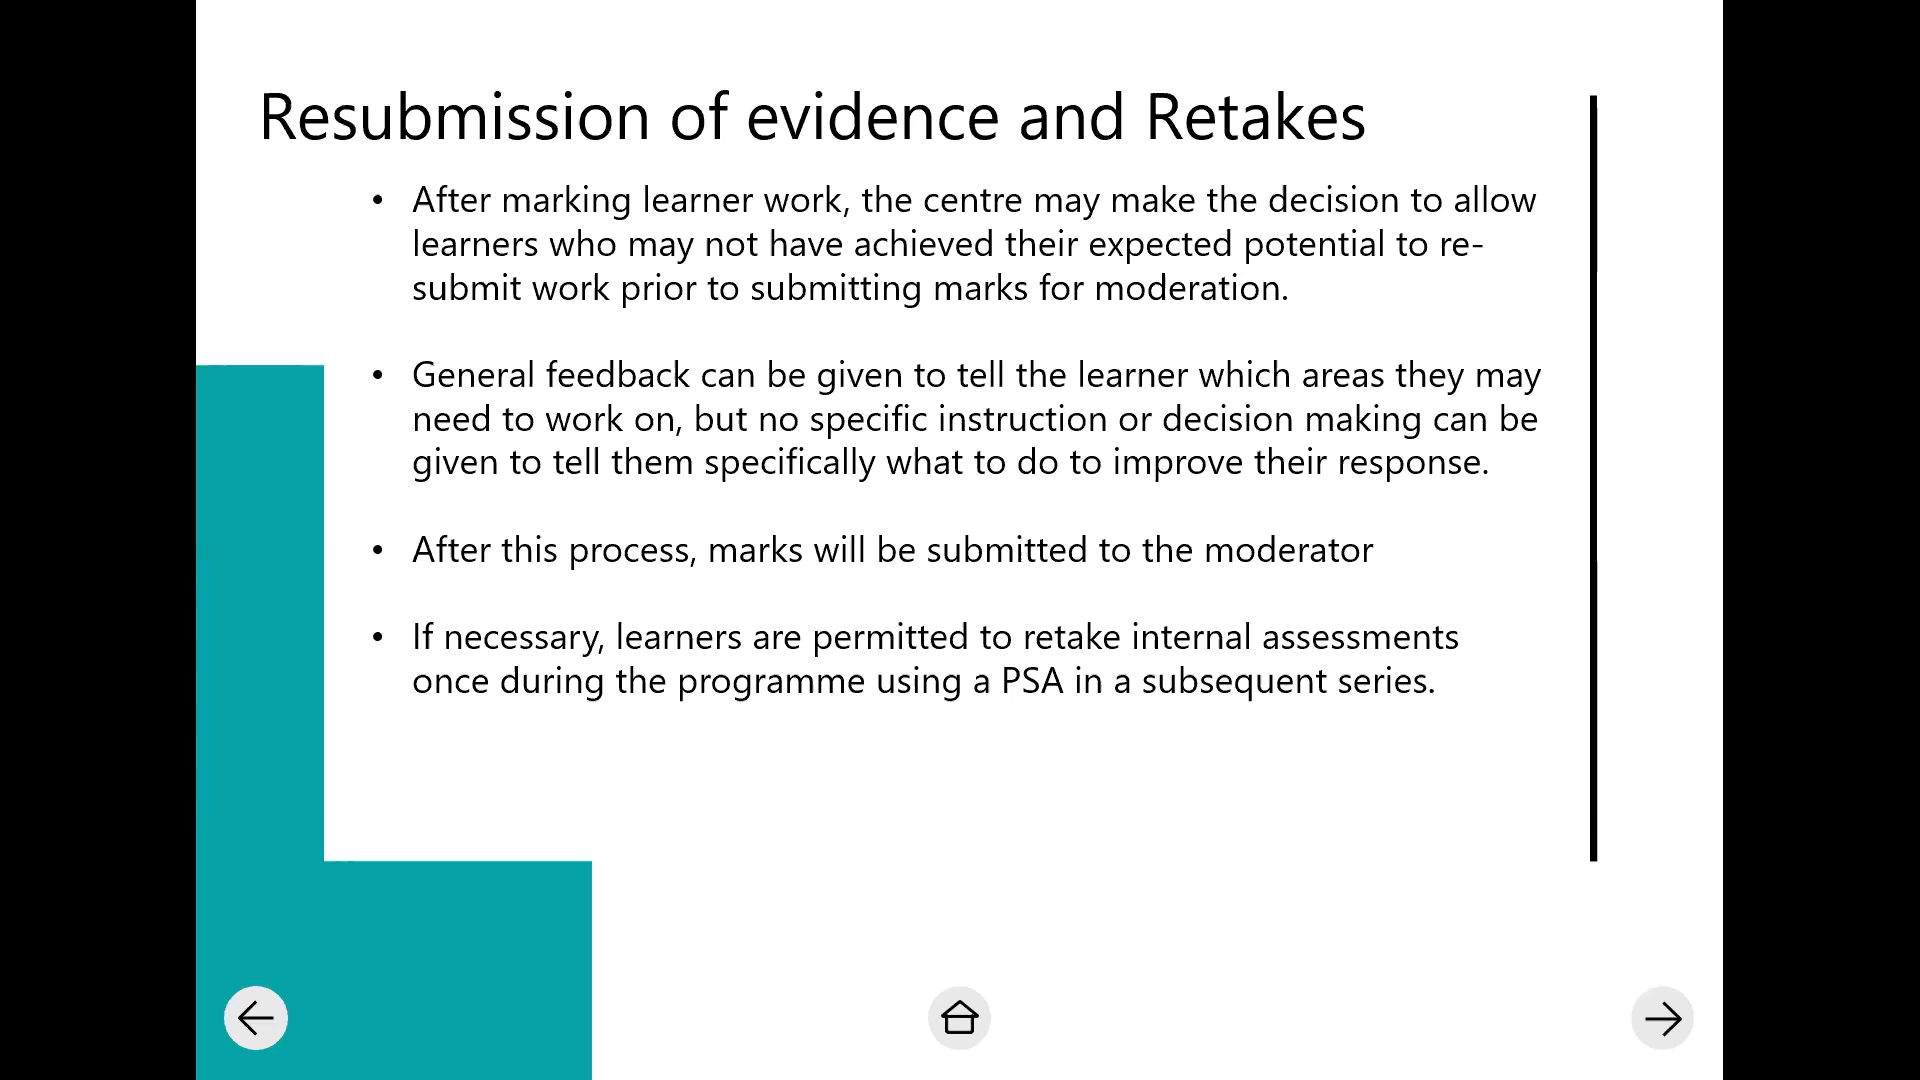 Resubmission of evidence and Retakes
• After marking learner work, the centre may make the decision to allow
learners who may not have achieved their expected potential to re-
submit work prior to submitting marks for moderation.
• General feedback can be given to tell the learner which areas they may
need to work on, but no specific instruction or decision making can be
given to tell them specifically what to do to improve their response.
• After this process, marks will be submitted to the moderator
• If necessary, learners are permitted to retake internal assessments
once during the programme using a PSA in a subsequent series.